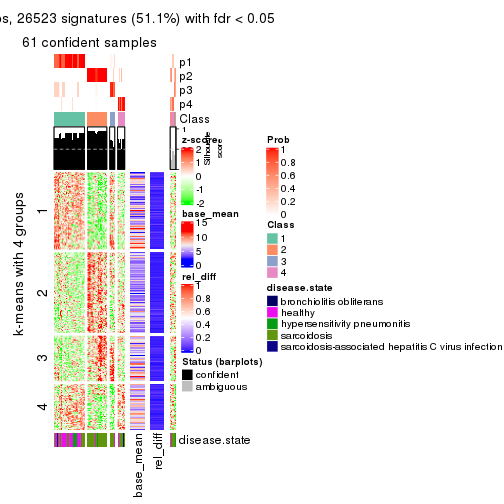 s, 26523 signatures (51.1%) with fdr < 0.05
61 confident samples
p1
p2
p3
p4
Class
1
Silhouette
score
z-score
2
1
0
-1
-2
base_mean
15
10
5
0
rel_diff
1
0.8
0.6
0.4
0.2
0
Status (barplots)
confident
ambiguous
Prob
1
0.8
0.6
0.4
0.2
0
Class
1
2
3
4
disease.state
bronchiolitis obliterans
healthy
hypersensitivity pneumonitis
sarcoidosis
sarcoidosis-associated hepatitis C virus infection
k-means with 4 groups
1
2
3
4
disease.state
base_mean
rel_diff